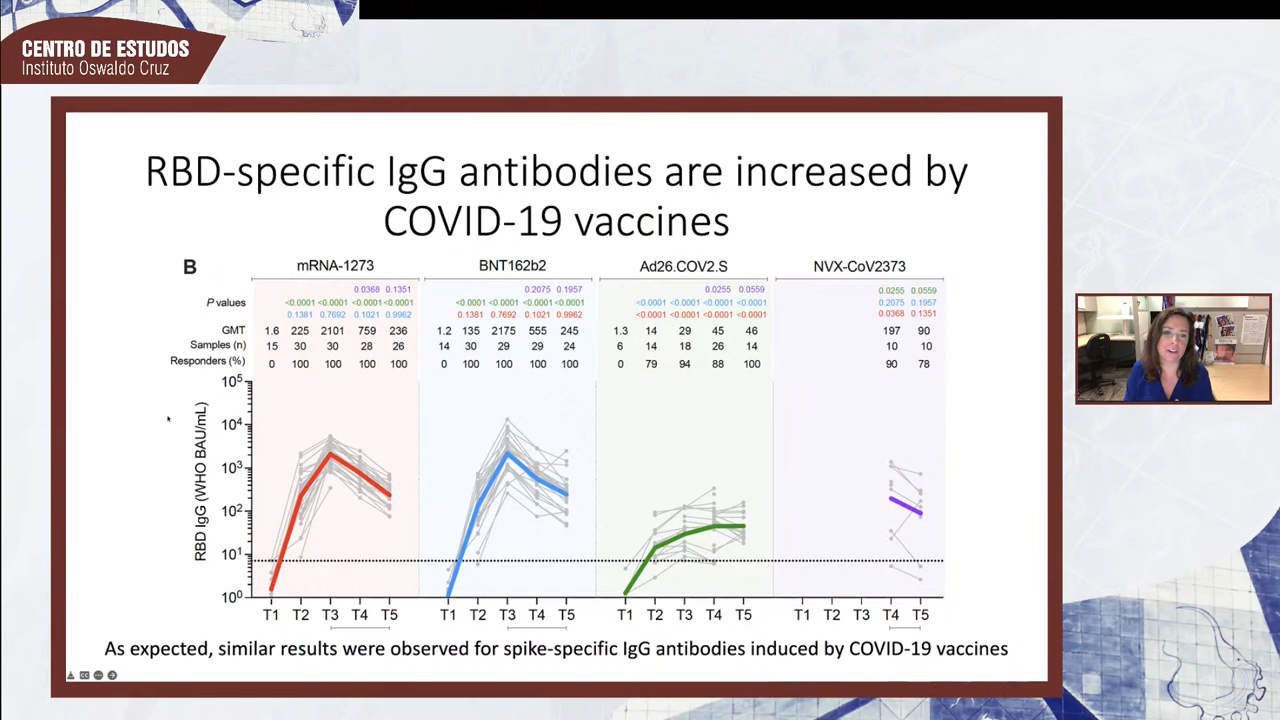 CENTRO DE ESTUDOS
Instituto Oswaldo Cruz
RBD-specific IgG antibodies are increased by
COVID-19 vaccines
B
mRNA-1273 BNT162b2 Ad26.COV2.S NVX-CoV2373
0.0368 0.1351 0.2075 0.1957 0.0255 0.0559 0.0255 0.0559
P values <0.0001 <0.0001 <0.0001 <0.0001 <0.0001 <0.0001 <0.0001 <0.0001 <0.0001 <0.0001 <0.0001 <0.0001 0.2075 0.1957
0.1381 0.7692 0.1021 0.9962 0.1381 0.7692 0.1021 0.9962 <0.0001 <0.0001 <0.0001 <0.0001 0.0368 0.1351
GMT 1.6 225 2101 759 236 1.2 135 2175 555 245 1.3 14 29 45 46 197 90
Samples (n) 15 30 30 28 26 14 30 29 29 24 6 14 18 26 14 10 10
Responders (%) 0 100 100 100 100 0 100 100 100 100 0 79 94 88 100 90 78
RBD IgG (WHO BAU/mL)
10⁵
10⁴
10³
10²
10¹
10⁰
T1 T2 T3 T4 T5 T1 T2 T3 T4 T5 T1 T2 T3 T4 T5 T1 T2 T3 T4 T5
As expected, similar results were observed for spike-specific IgG antibodies induced by COVID-19 vaccines